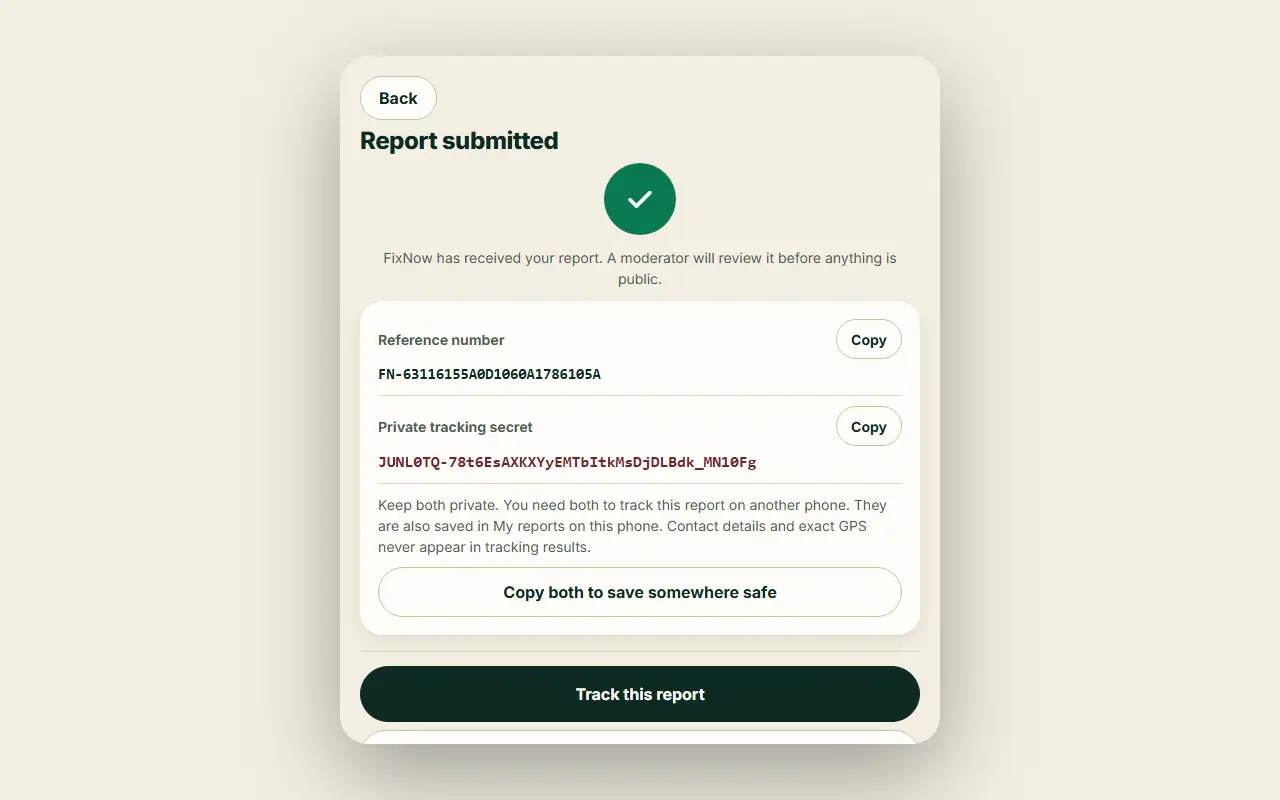 Back
Report submitted
FixNow has received your report. A moderator will review it before anything is
public.
Reference number
Copy
FN-63116155A0D1060A1786105A
Private tracking secret
Copy
JUNL0TQ-78t6EsAXKXYyEMTbItkMsDjDLBdk_MN10Fg
Keep both private. You need both to track this report on another phone. They
are also saved in My reports on this phone. Contact details and exact GPS
never appear in tracking results.
Copy both to save somewhere safe
Track this report